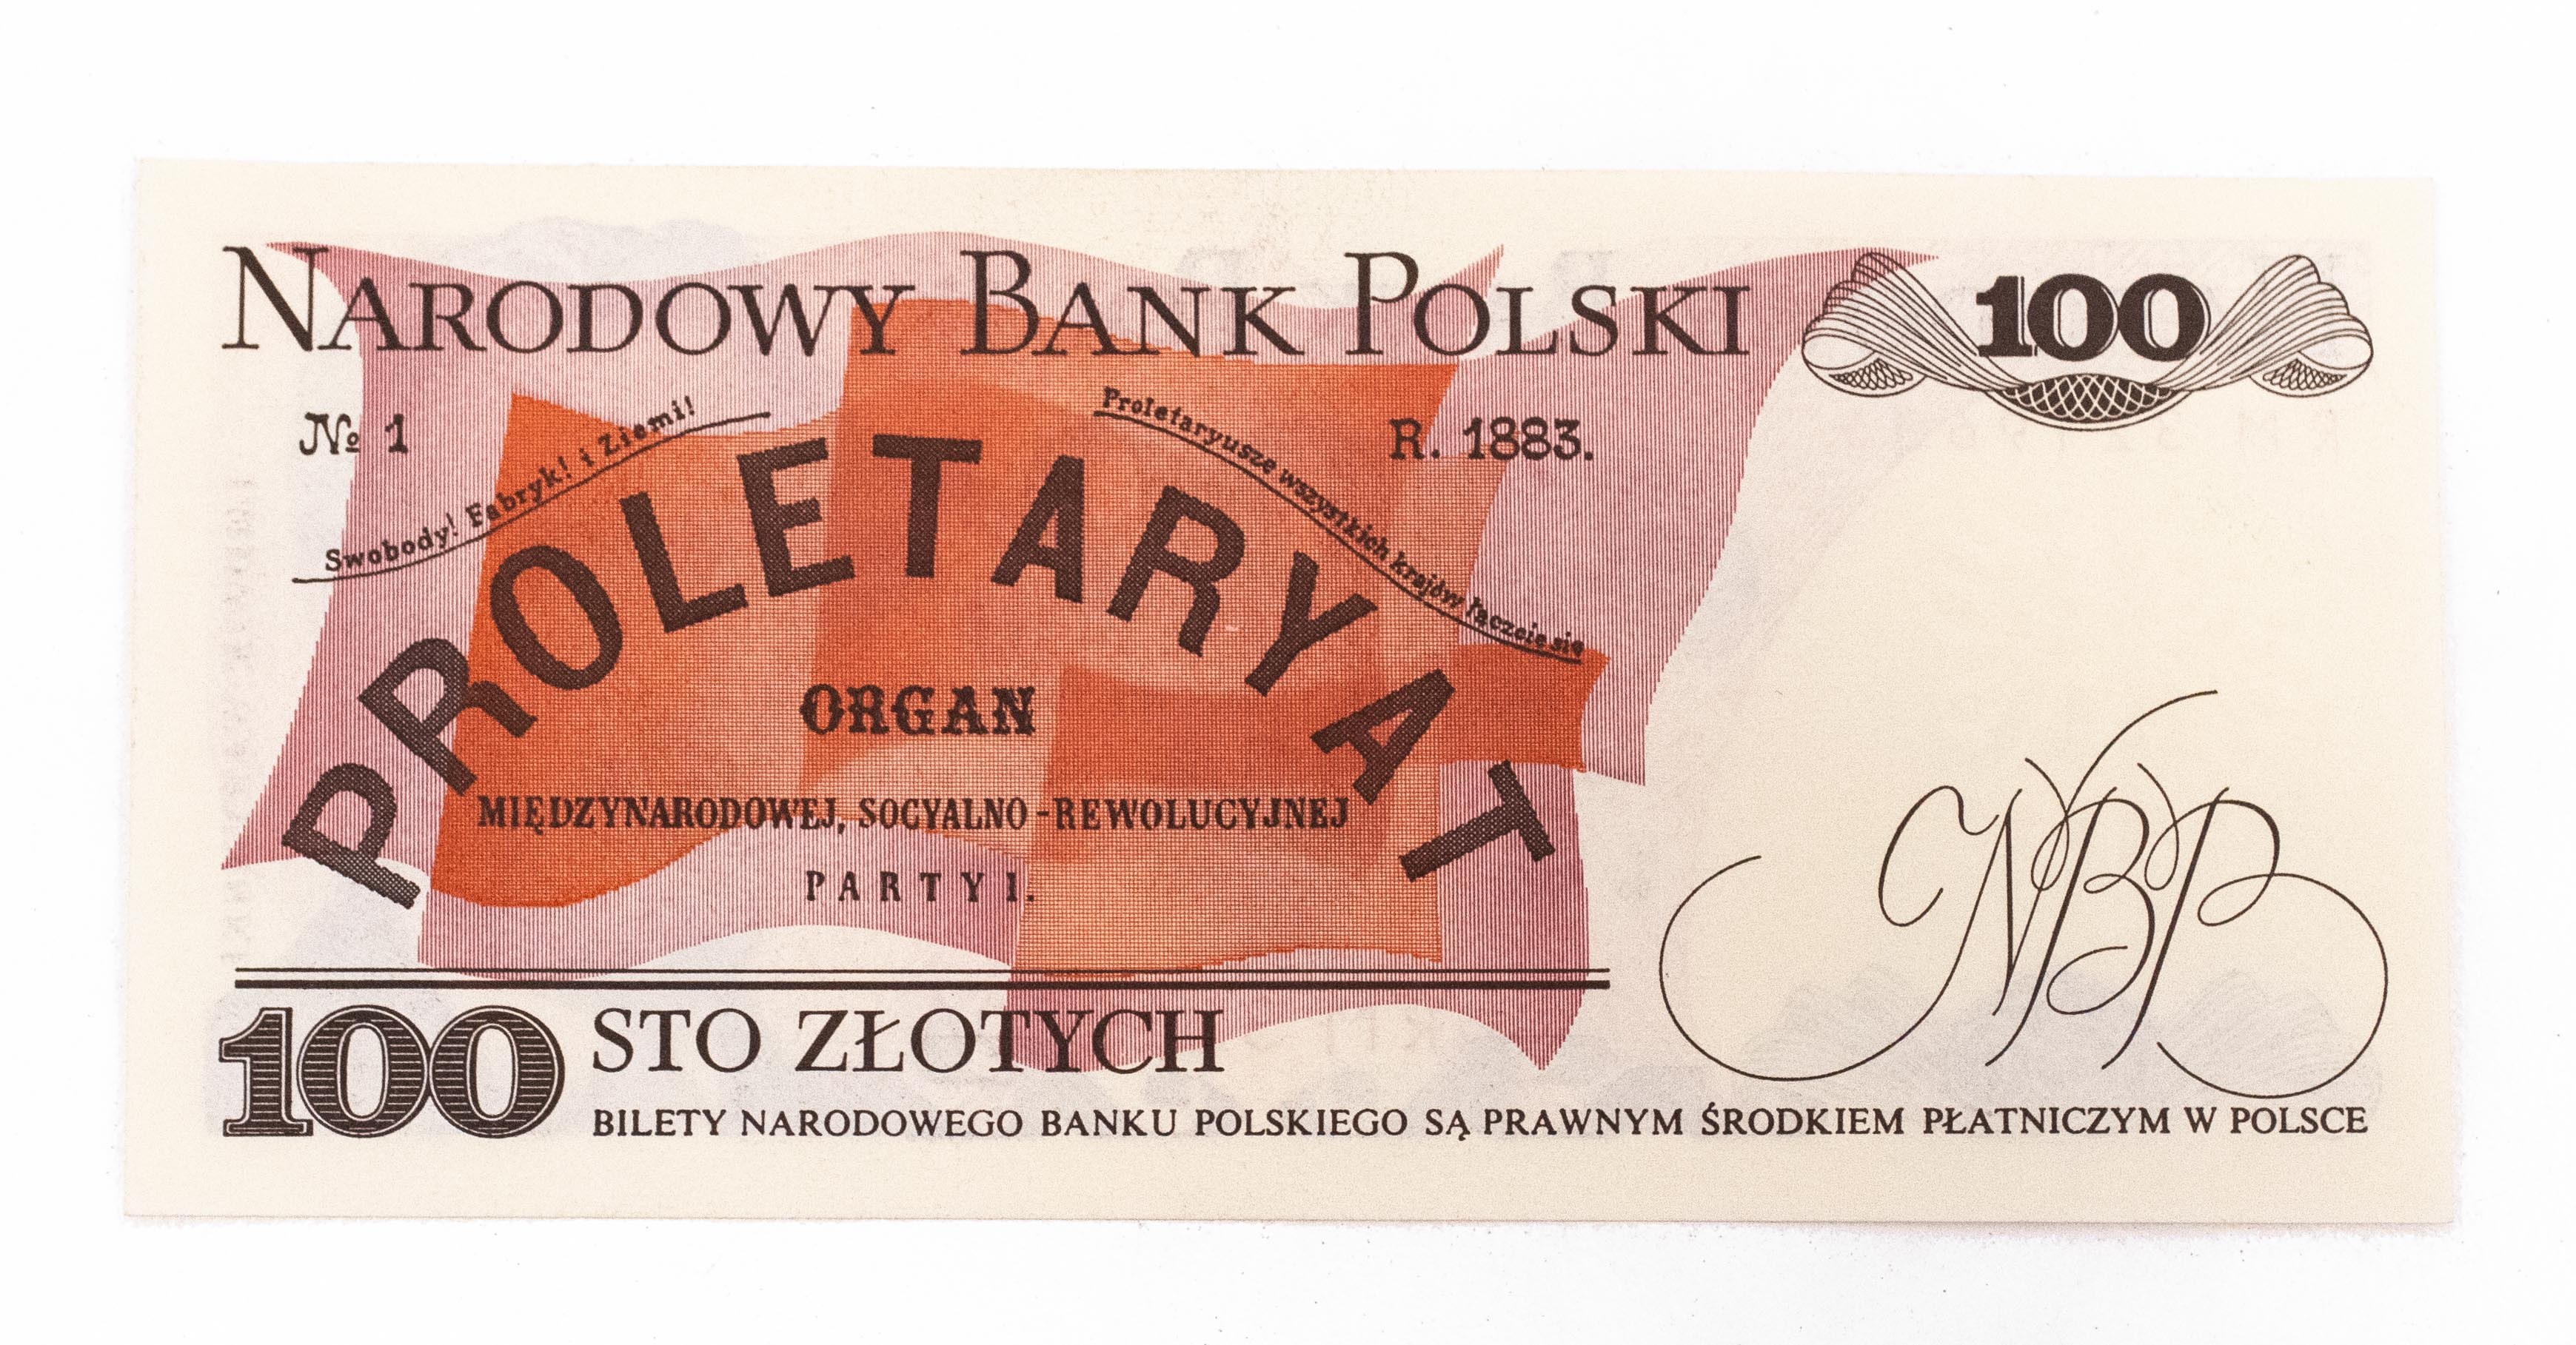 NARODOWY BANK POLSKI
100
№ 1
R. 1883.
Swobody! Fabryk! i Ziemi!
Proletaryusze wszystkich krajów łączcie się
PROLETARYAT
ORGAN
MIĘDZYNARODOWEJ, SOCYALNO-REWOLUCYJNEJ
PARTYI.
NBP
100 STO ZŁOTYCH
BILETY NARODOWEGO BANKU POLSKIEGO SĄ PRAWNYM ŚRODKIEM PŁATNICZYM W POLSCE